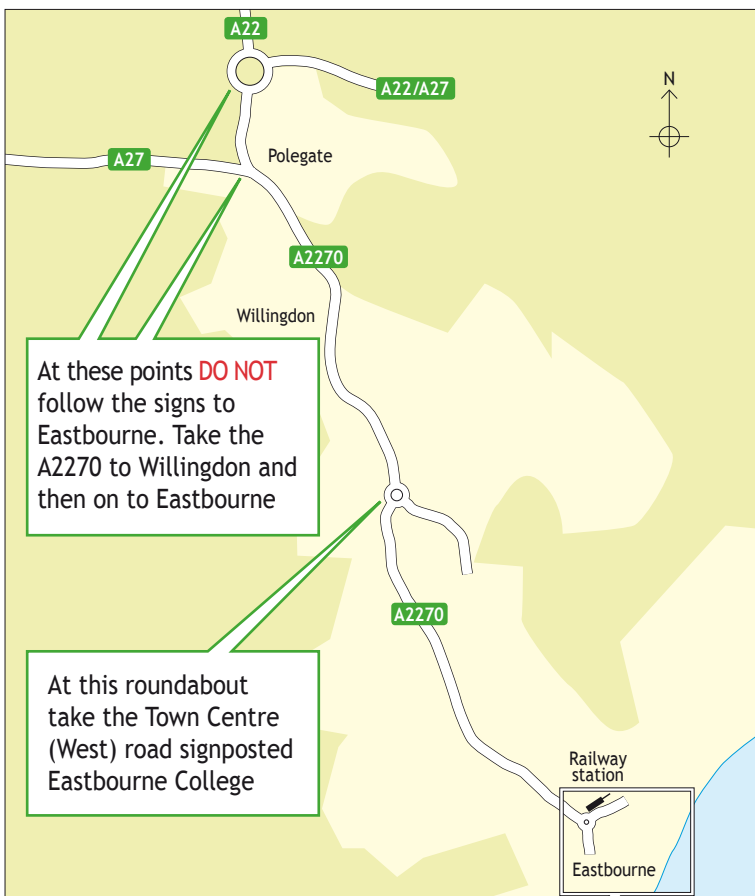 A22
A22/A27
N
A27
Polegate
A2270
Willingdon
At these points DO NOT
follow the signs to
Eastbourne. Take the
A2270 to Willingdon and
then on to Eastbourne
A2270
At this roundabout
take the Town Centre
(West) road signposted
Eastbourne College
Railway
station
Eastbourne